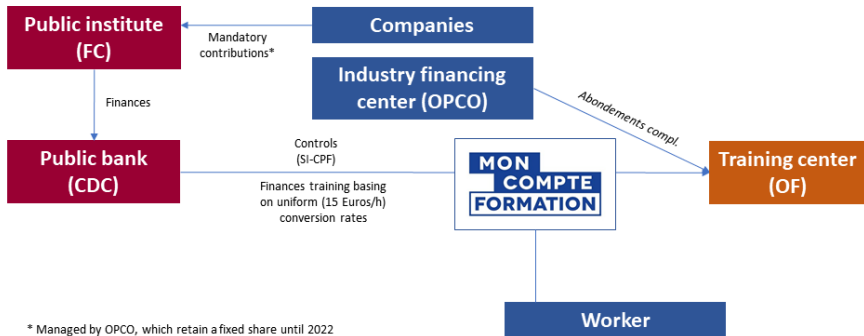 Public institute
(FC)
Mandatory
contributions*
Companies
Industry financing
center (OPCO)
Finances
Abondements compl.
Public bank
(CDC)
Controls
(SI-CPF)
Finances training basing
on uniform (15 Euros/h)
conversion rates
MON
COMPTE
FORMATION
Training center
(OF)
Worker
* Managed by OPCO, which retain a fixed share until 2022